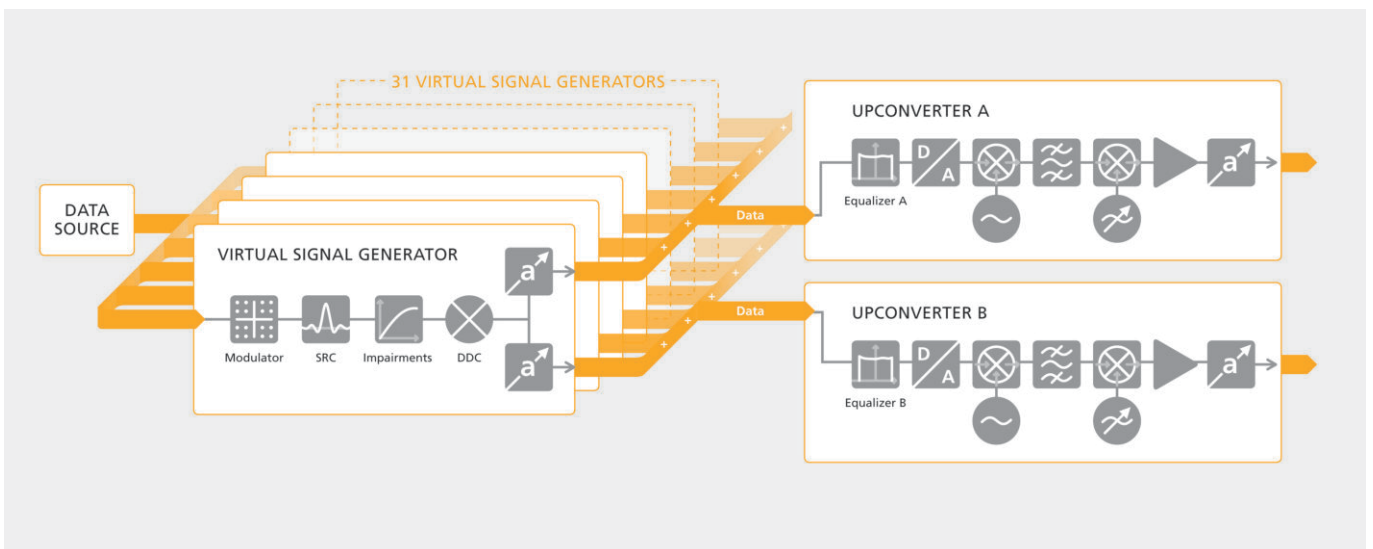 31 VIRTUAL SIGNAL GENERATORS
DATA
SOURCE
VIRTUAL SIGNAL GENERATOR
a
Modulator
SRC
Impairments
DDC
a
+
+
+
+
+
+
+
+
+
+
+
+
+
+
Data
Data
UPCONVERTER A
D
A
a
Equalizer A
UPCONVERTER B
D
A
a
Equalizer B